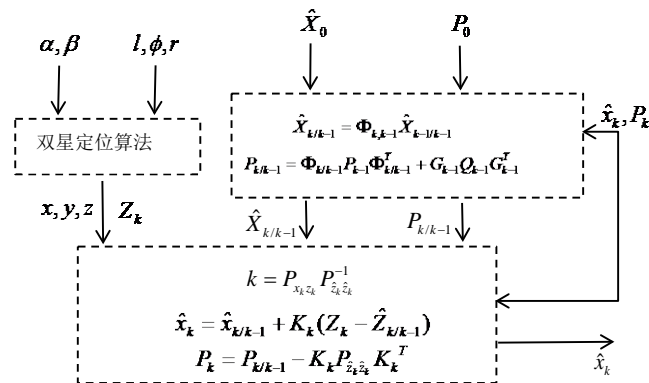 X̂₀ P₀
α, β l, ϕ, r
X̂_{k/k-1} = Φ_{k,k-1} X̂_{k-1/k-1}
x̂_k, P_k
双星定位算法
P_{k/k-1} = Φ_{k/k-1} P_{k-1} Φ^T_{k/k-1} + G_{k-1} Q_{k-1} G^T_{k-1}
x, y, z Z_k
X̂_{k/k-1} P_{k/k-1}
k = P_{x_k z_k} P^{-1}_{ẑ_k ẑ_k}
x̂_k = x̂_{k/k-1} + K_k (Z_k - Ẑ_{k/k-1})
P_k = P_{k/k-1} - K_k P_{ẑ_k ẑ_k} K_k^T
x̂_k